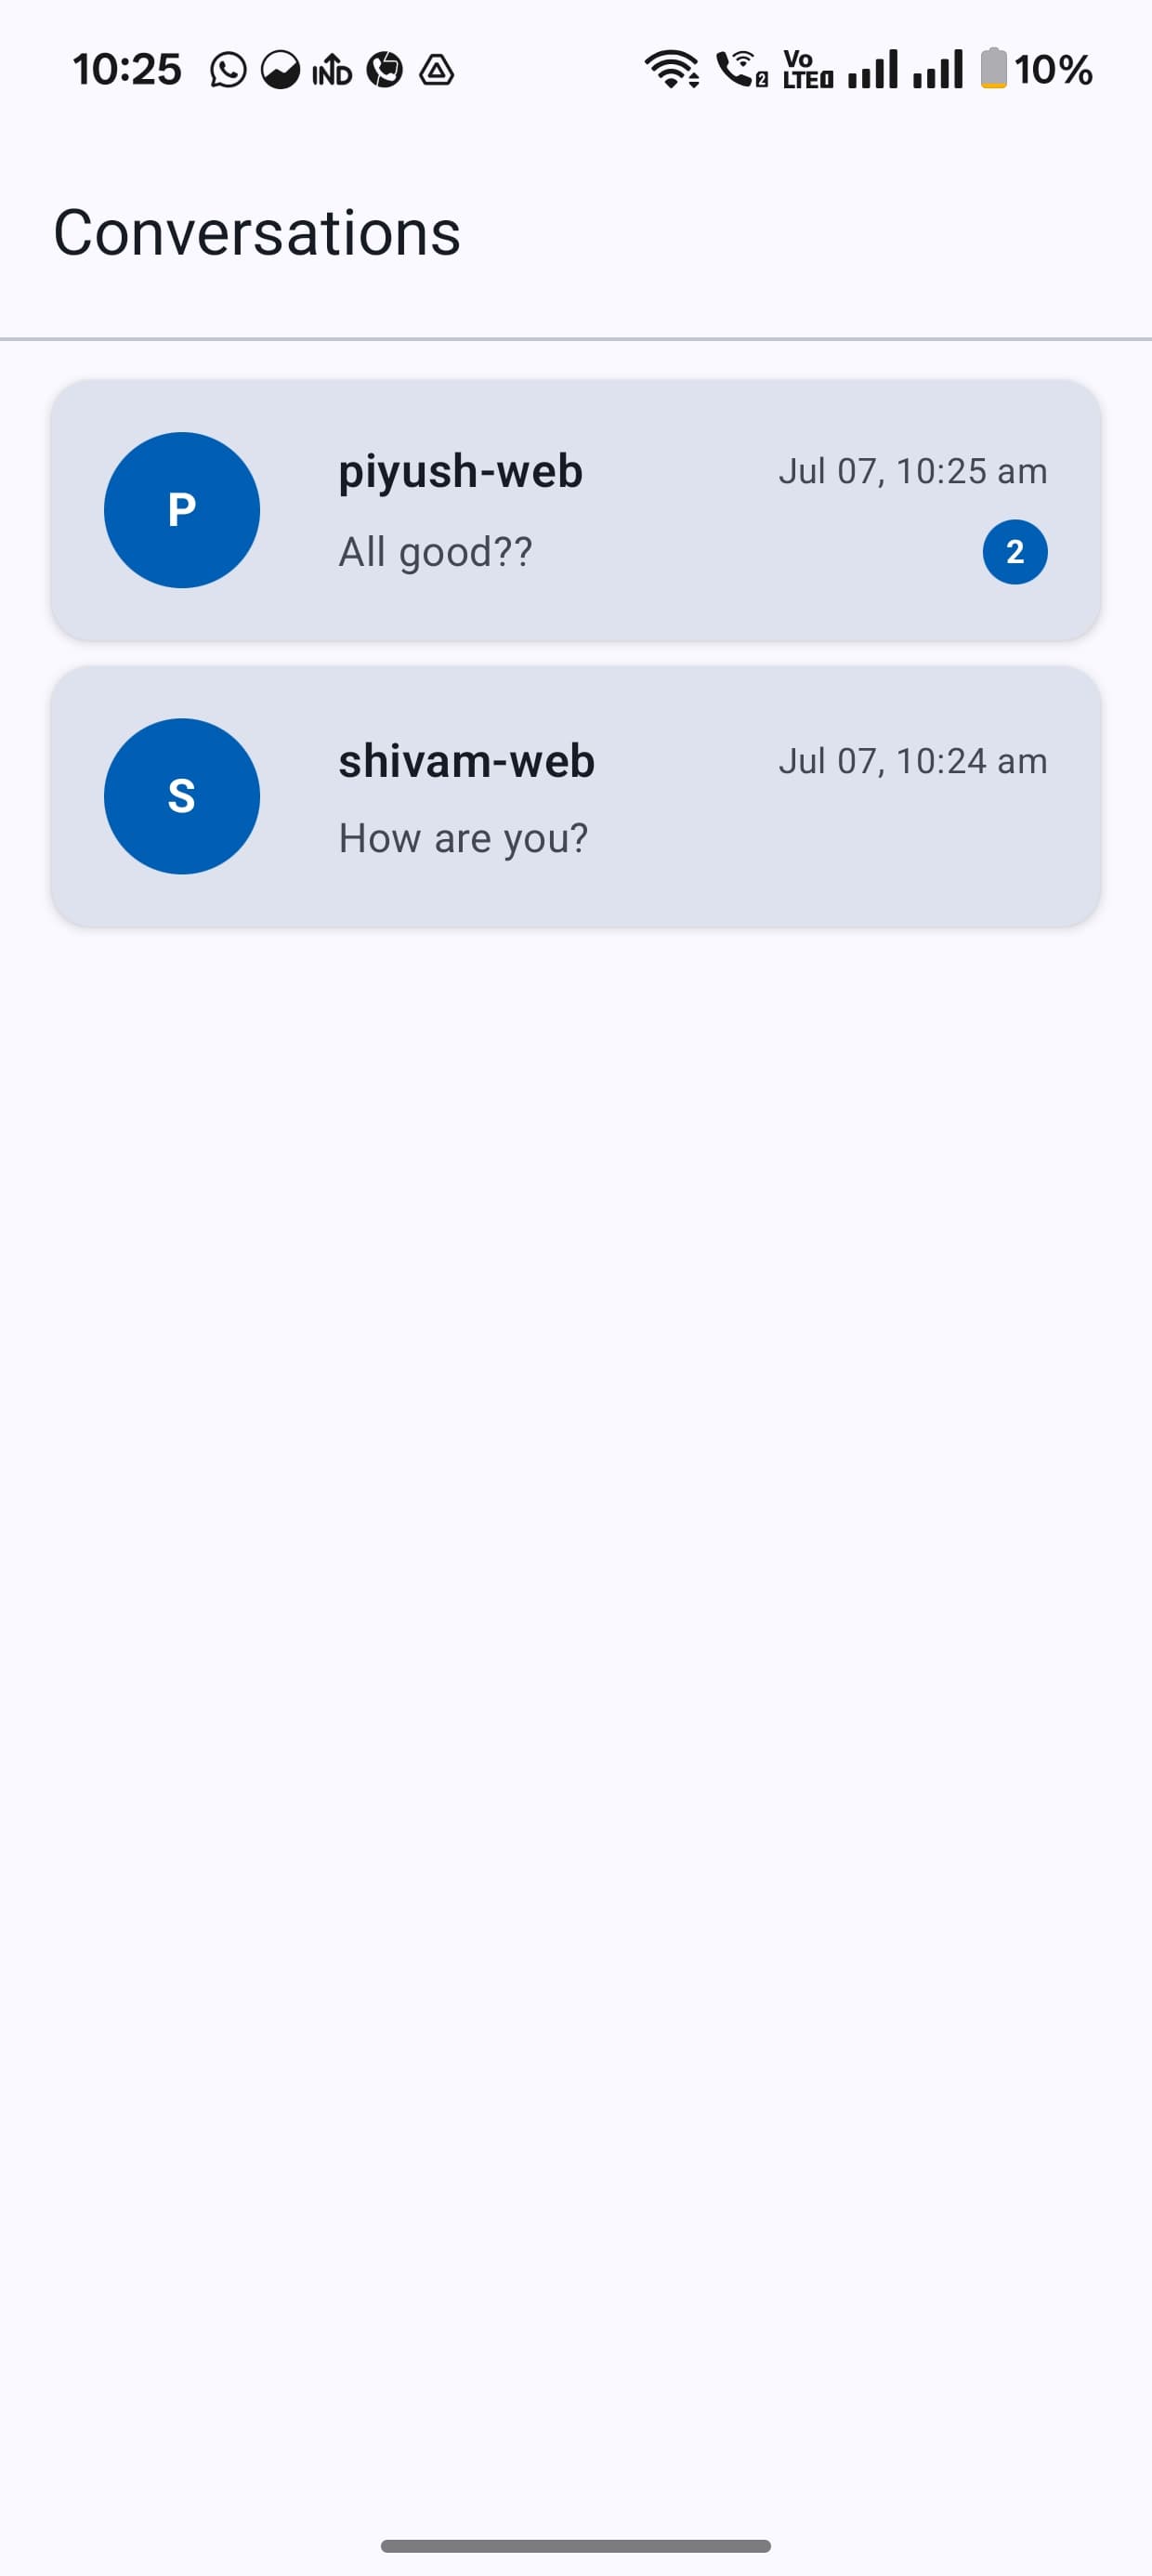 10:25 IND 2 Vo LTE 10%
Conversations
P
piyush-web Jul 07, 10:25 am
All good?? 2
S
shivam-web Jul 07, 10:24 am
How are you?